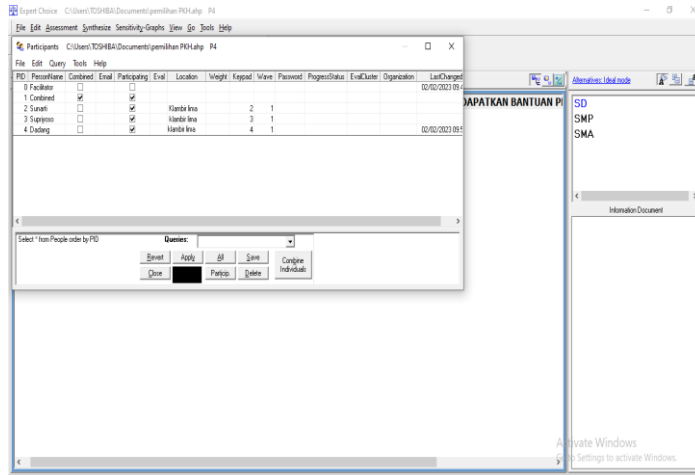 Expert Choice C:\Users\TOSHIBA\Documents\pemilihan PKH.ahp P4
File Edit Assessment Synthesize Sensitivity-Graphs View Go Tools Help
Participants C:\Users\TOSHIBA\Documents\pemilihan PKH.ahp P4
File Edit Query Tools Help
PID PersonName Combined Email Participating Eval Location Weight Keypad Wave Password ProgressStatus EvalCluster Organization LastChanged
0 Facilitator 02/02/2023 09:4
1 Combined
2 Sunarti Klambir lima 2 1
3 Supriyoso klambir lima 3 1
4 Dadang klambir lima 4 1 02/02/2023 09:5
Select * from People order by PID
Queries:
Revert Apply All Save
Close Particip. Delete
Combine
Individuals
DAPATKAN BANTUAN P
Alternatives: Ideal mode
SD
SMP
SMA
Information Document
Activate Windows
Go to Settings to activate Windows.